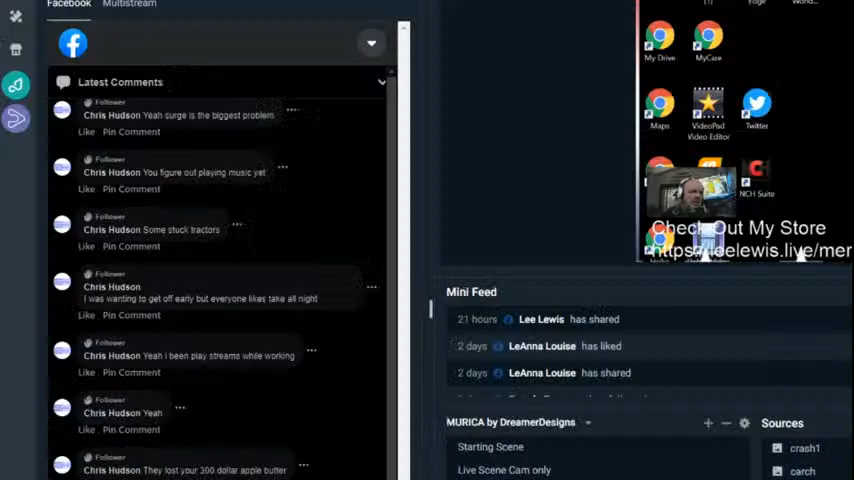 Facebook
Multistream
Latest Comments
Follower
Chris Hudson Yeah surge is the biggest problem
Like Pin Comment
Follower
Chris Hudson You figure out playing music yet
Like Pin Comment
Follower
Chris Hudson Some stuck tractors
Like Pin Comment
Follower
Chris Hudson
I was wanting to get off early but everyone likes take all night
Like Pin Comment
Follower
Chris Hudson Yeah i been play streams while working
Like Pin Comment
Follower
Chris Hudson Yeah
Like Pin Comment
Follower
Chris Hudson They lost your 300 dollar apple butter
My Drive
MyCare
Maps
VideoPad
Video Editor
Twitter
NCH Suite
Check Out My Store
https://leelewis.live/mer
Mini Feed
21 hours Lee Lewis has shared
2 days LeAnna Louise has liked
2 days LeAnna Louise has shared
MURICA by DreamerDesigns
Starting Scene
Live Scene Cam only
Sources
crash1
carch